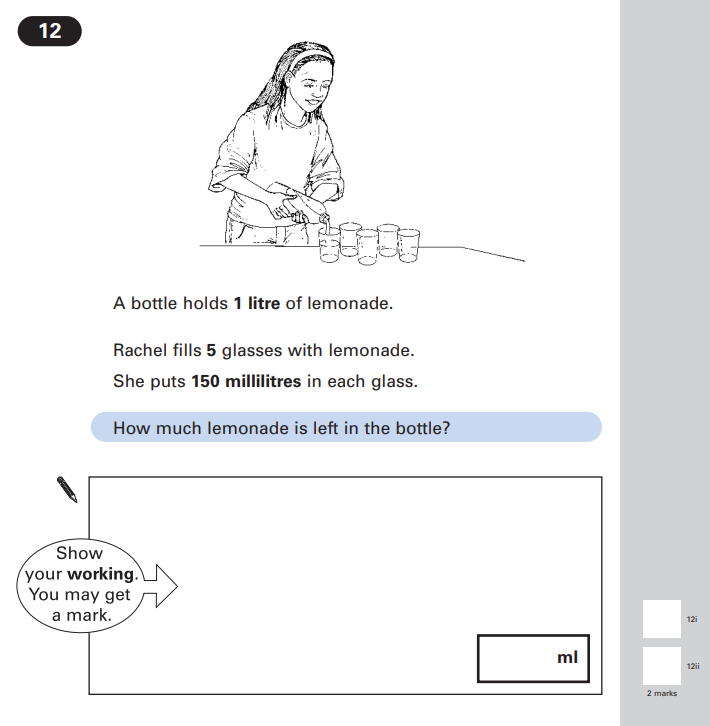 12
A bottle holds 1 litre of lemonade.
Rachel fills 5 glasses with lemonade.
She puts 150 millilitres in each glass.
How much lemonade is left in the bottle?
Show
your working.
You may get
a mark.
ml
12i
12ii
2 marks